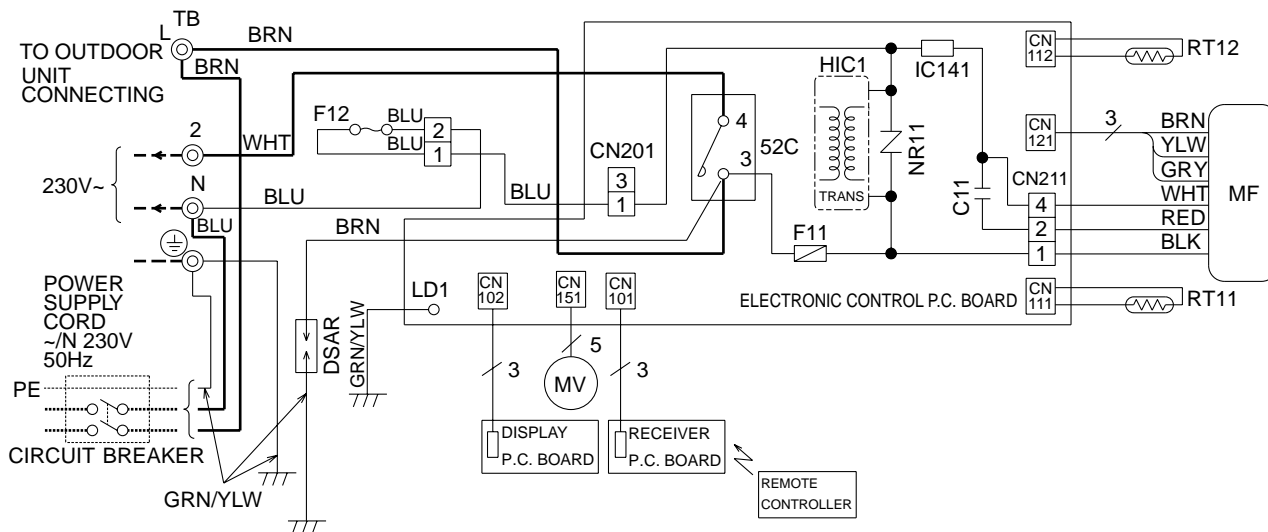 TB
L
TO OUTDOOR
UNIT
CONNECTING
BRN
BRN
2
WHT
230V~
N
BLU
BLU
POWER
SUPPLY
CORD
~/N 230V
50Hz
PE
CIRCUIT BREAKER
GRN/YLW
F12
BLU
BLU
2
1
BLU
CN201
3
1
BRN
DSAR
GRN/YLW
LD1
4
3
52C
HIC1
TRANS
NR11
IC141
C11
F11
CN211
4
2
1
CN
112
RT12
CN
121
3
BRN
YLW
GRY
WHT
RED
BLK
MF
CN
111
RT11
ELECTRONIC CONTROL P.C. BOARD
CN
102
CN
151
CN
101
3
5
3
MV
DISPLAY
P.C. BOARD
RECEIVER
P.C. BOARD
REMOTE
CONTROLLER